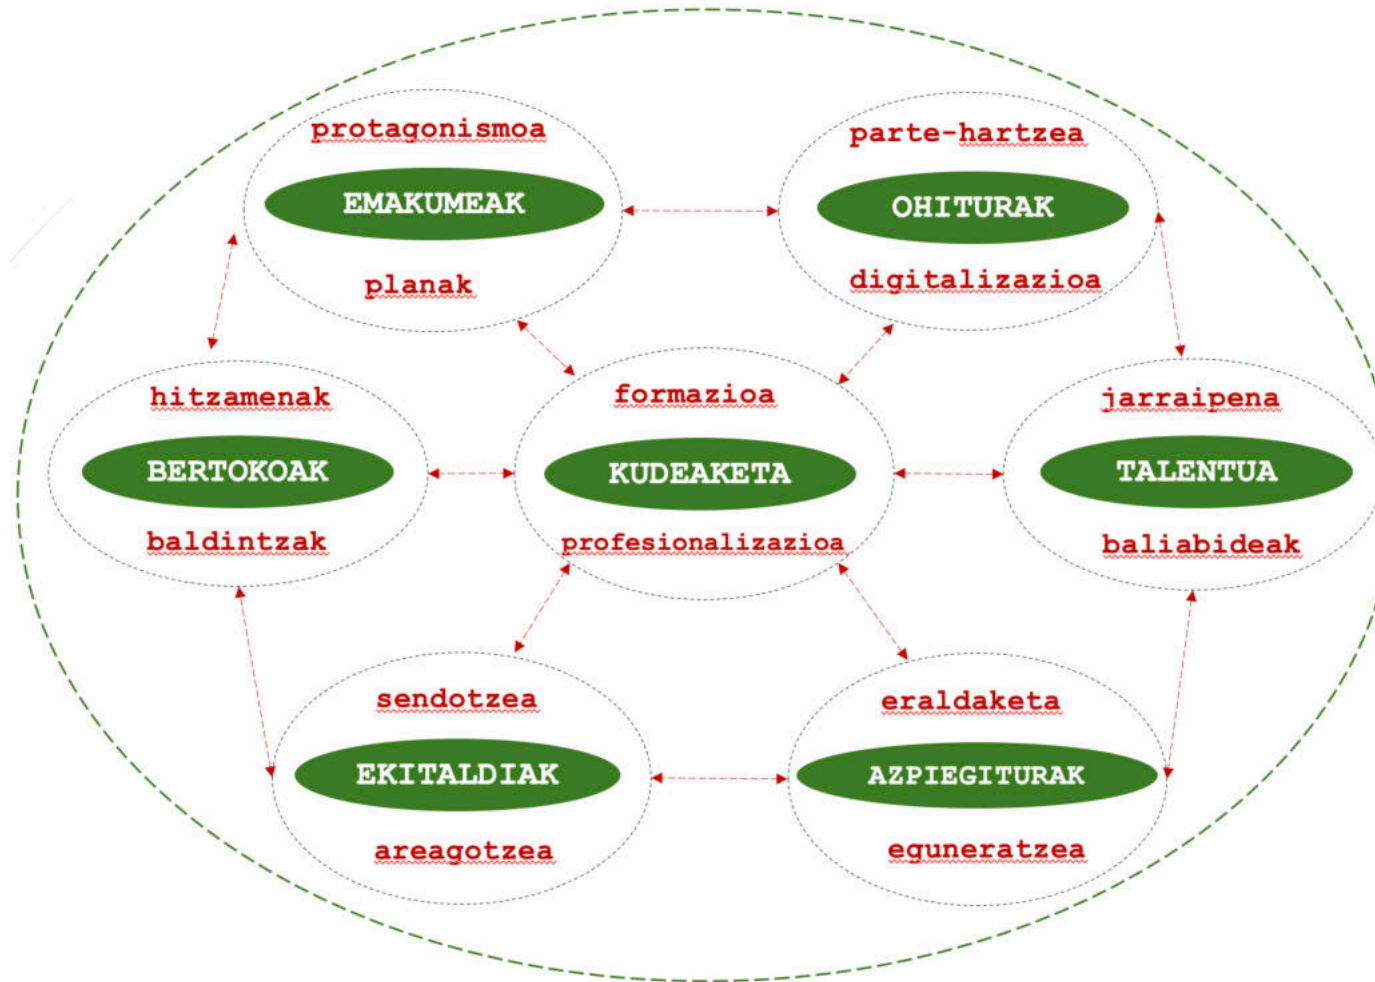 protagonismoa
EMAKUMEAK
planak
parte-hartzea
OHITURAK
digitalizazioa
hitzamenak
BERTOKOAK
baldintzak
formazioa
KUDEAKETA
profesionalizazioa
jarraipena
TALENTUA
baliabideak
sendotzea
EKITALDIAK
areagotzea
eraldaketa
AZPIEGITURAK
eguneratzea